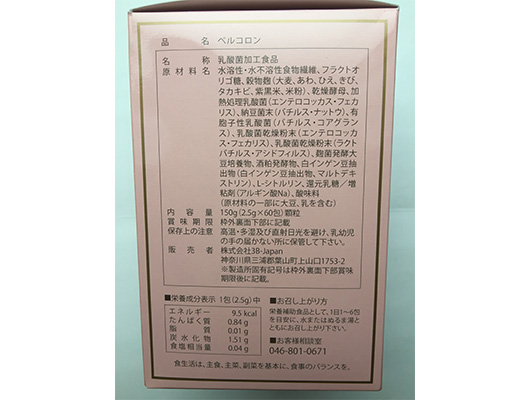 品名 ベルコロン
名称 乳酸菌加工食品
原材料名 水溶性・水不溶性食物繊維、フラクトオ
リゴ糖、穀物麹(大麦、あわ、ひえ、きび、
タカキビ、紫黒米、米粉)、乾燥酵母、加
熱処理乳酸菌(エンテロコッカス・フェカ
リス)、納豆菌末(バチルス・ナットウ)、有
胞子性乳酸菌(バチルス・コアグラン
ス)、乳酸菌乾燥粉末(エンテロコッカ
ス・フェカリス)、乳酸菌乾燥粉末(ラクト
バチルス・アシドフィルス)、麹菌発酵大
豆培養物、酒粕発酵物、白インゲン豆抽
出物(白インゲン豆抽出物、マルトデキ
ストリン)、L-シトルリン、還元乳糖/増
粘剤(アルギン酸Na)、酸味料
(原材料の一部に大豆、乳を含む)
内容量 150g(2.5g×60包)顆粒
賞味期限 枠外裏面下部に記載
保存上の注意 高温・多湿及び直射日光を避け、乳幼児
の手の届かない所に保管して下さい。
販売者 株式会社3B-Japan
神奈川県三浦郡葉山町上山口1753-2
※製造所固有記号は枠外裏面下部賞味
期限後に記載。
■栄養成分表示 1包(2.5g)中
エネルギー 9.5kcal
たんぱく質 0.84g
脂質 0.01g
炭水化物 1.51g
食塩相当量 0.04g
■お召し上がり方
栄養補助食品として、1日1〜6包
を目安に、水またはぬるま湯とと
もにお召し上がり下さい。
■お客様相談室
046-801-0671
食生活は、主食、主菜、副菜を基本に、食事のバランスを。